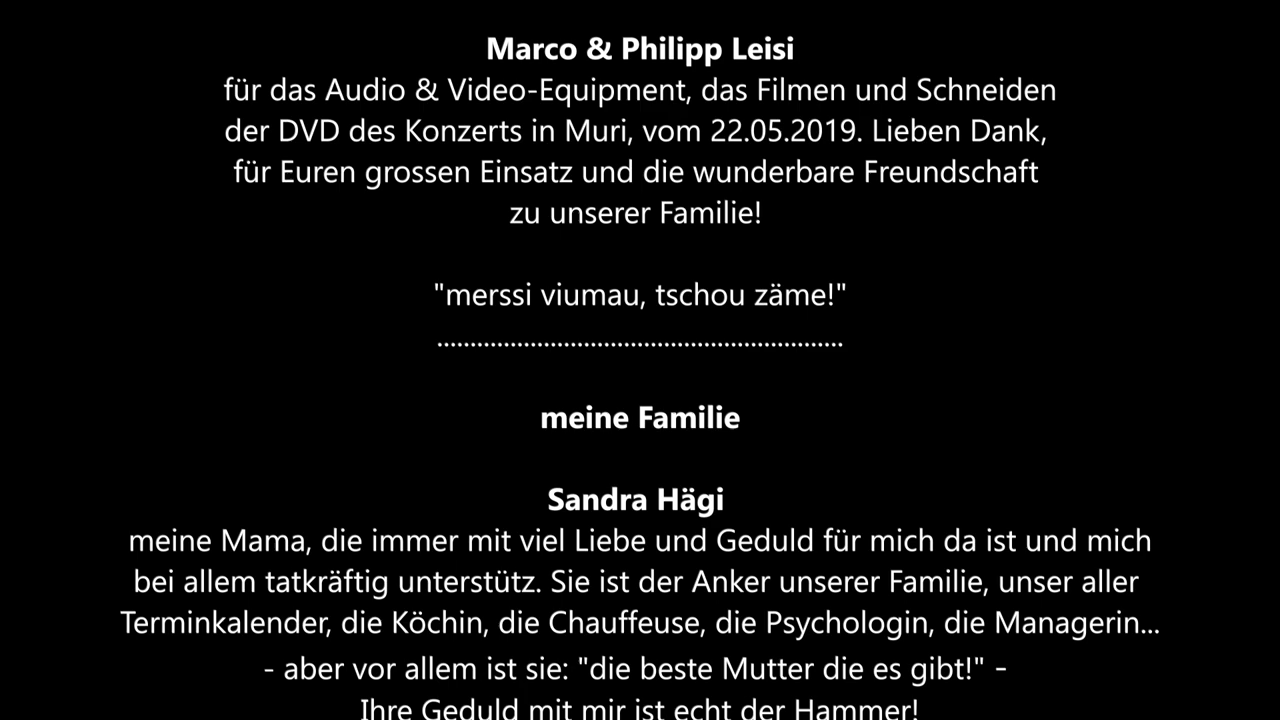 Marco & Philipp Leisi
für das Audio & Video-Equipment, das Filmen und Schneiden
der DVD des Konzerts in Muri, vom 22.05.2019. Lieben Dank,
für Euren grossen Einsatz und die wunderbare Freundschaft
zu unserer Familie!
"merssi viumau, tschou zäme!"
.............................................................
meine Familie
Sandra Hägi
meine Mama, die immer mit viel Liebe und Geduld für mich da ist und mich
bei allem tatkräftig unterstütz. Sie ist der Anker unserer Familie, unser aller
Terminkalender, die Köchin, die Chauffeuse, die Psychologin, die Managerin...
- aber vor allem ist sie: "die beste Mutter die es gibt!" -
Ihre Geduld mit mir ist echt der Hammer!